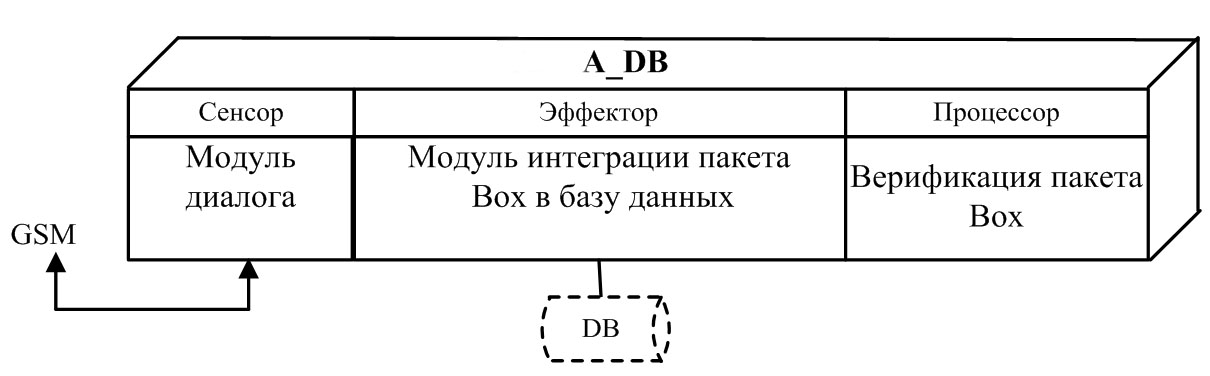 A_DB
Сенсор
Эффектор
Процессор
Модуль
диалога
Модуль интеграции пакета
Box в базу данных
Верификация пакета
Box
GSM
DB